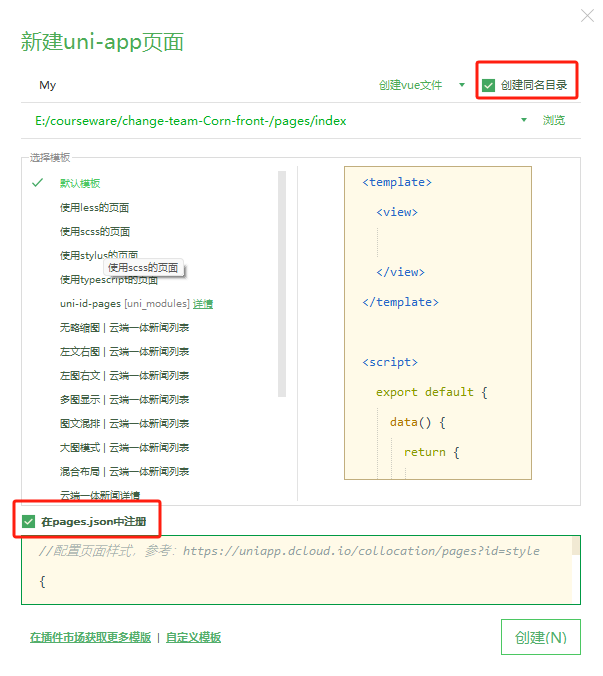 新建uni-app页面
My 创建vue文件 创建同名目录
E:/courseware/change-team-Corn-front-/pages/index 浏览
选择模板
默认模板
使用less的页面
使用scss的页面
使用stylus的页面
使用scss的页面
使用typescript的页面
uni-id-pages [uni_modules] 详情
无略缩图 | 云端一体新闻列表
左文右图 | 云端一体新闻列表
左图右文 | 云端一体新闻列表
多图显示 | 云端一体新闻列表
图文混排 | 云端一体新闻列表
大图模式 | 云端一体新闻列表
混合布局 | 云端一体新闻列表
云端一体新闻详情
<template>
<view>
</view>
</template>
<script>
export default {
data() {
return {
在pages.json中注册
//配置页面样式，参考：https://uniapp.dcloud.io/collocation/pages?id=style
{
在插件市场获取更多模版 | 自定义模板
创建(N)